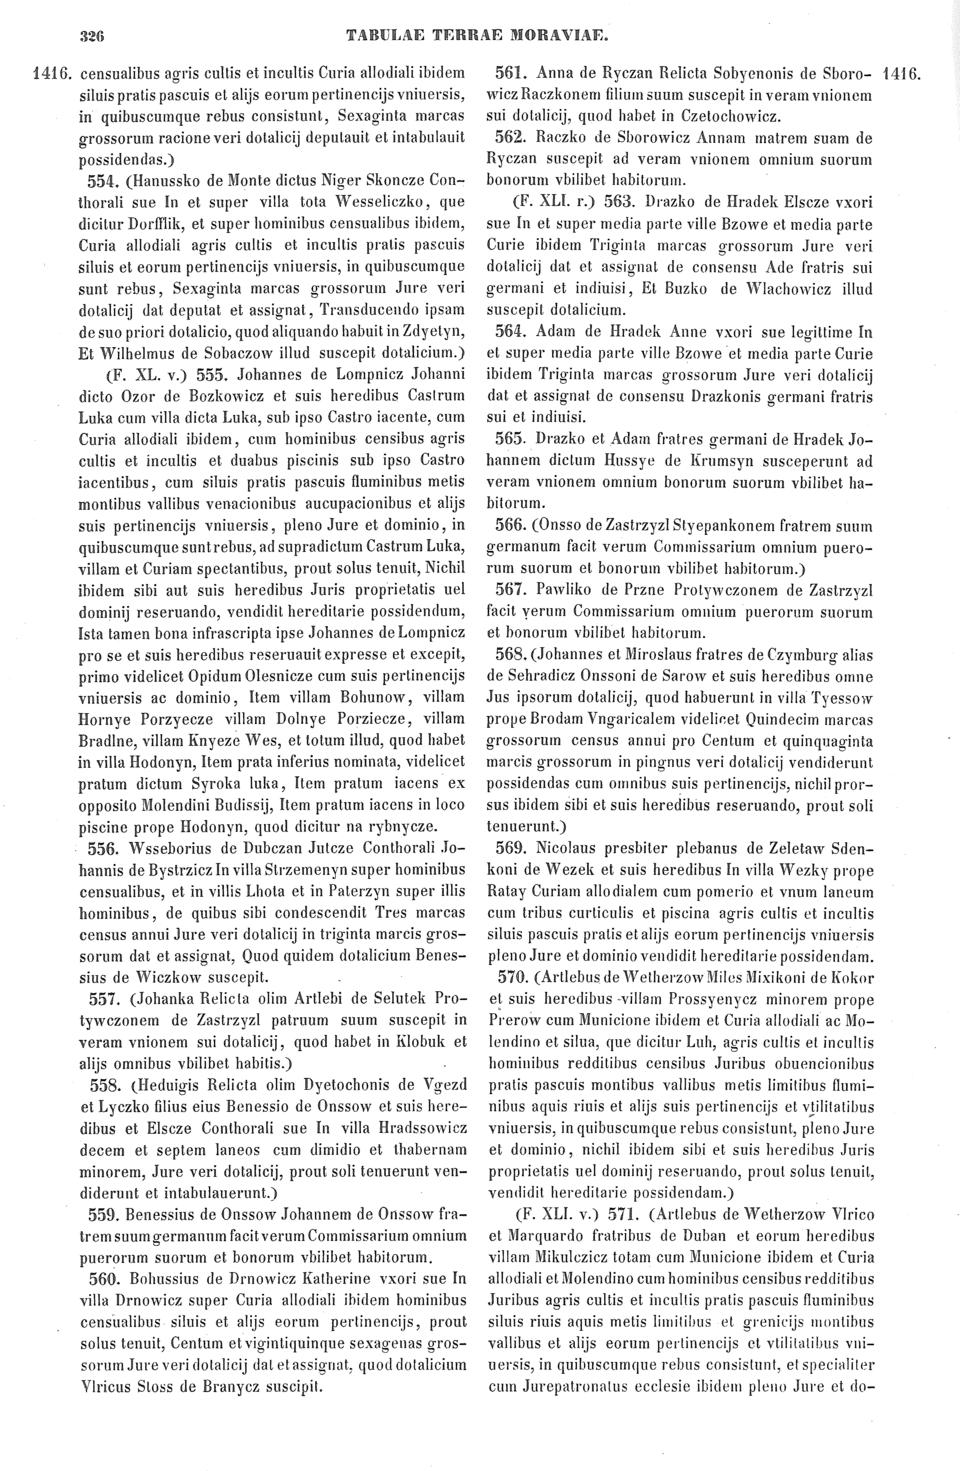 326
TABULAE TERRAE MORAVIAE.
1416. censualibus agris cultis et incultis Curia allodiali ibidem
siluis pratis pascuis et alijs eorum pertinencijs vniuersis,
in quibuscumque rebus consistunt, Sexaginta marcas
grossorum racione veri dotalicij deputauit et intabulauit
possidendas.)
554. (Hanussko de Monte dictus Niger Skoncze Con-
thorali sue In et super villa tota Wesseliczko, que
dicitur Dorfflik, et super hominibus censualibus ibidem,
Curia allodiali agris cultis et incultis pratis pascuis
siluis et eorum pertinencijs vniuersis, in quibuscumque
sunt rebus, Sexaginta marcas grossorum Jure veri
dotalicij dat deputat et assignat, Transducendo ipsam
de suo priori dotalicio, quod aliquando habuit in Zdyetyn,
Et Wilhelmus de Sobaczow illud suscepit dotalicium.)
(F. XL. v.) 555. Johannes de Lompnicz Johanni
dicto Ozor de Bozkowicz et suis heredibus Castrum
Luka cum villa dicta Luka, sub ipso Castro iacente, cum
Curia allodiali ibidem, cum hominibus censibus agris
cultis et incultis et duabus piscinis sub ipso Castro
iacentibus, cum siluis pratis pascuis fluminibus metis
montibus vallibus venacionibus aucupacionibus et alijs
suis pertinencijs vniuersis, pleno Jure et dominio, in
quibuscumque sunt rebus, ad supradictum Castrum Luka,
villam et Curiam spectantibus, prout solus tenuit, Nichil
ibidem sibi aut suis heredibus Juris proprietatis uel
dominij reseruando, vendidit hereditarie possidendum,
Ista tamen bona infrascripta ipse Johannes de Lompnicz
pro se et suis heredibus reseruauit expresse et excepit,
primo videlicet Opidum Olesnicze cum suis pertinencijs
vniuersis ac dominio, Item villam Bohunow, villam
Hornye Porzyecze villam Dolnye Porziecze, villam
Bradlne, villam Knyeze Wes, et totum illud, quod habet
in villa Hodonyn, Item prata inferius nominata, videlicet
pratum dictum Syroka luka, Item pratum iacens ex
opposito Molendini Budissij, Item pratum iacens in loco
piscine prope Hodonyn, quod dicitur na rybnycze.
556. Wsseborius de Dubczan Jutcze Conthorali Jo-
hannis de Bystrzicz In villa Strzemenyn super hominibus
censualibus, et in villis Lhota et in Paterzyn super illis
hominibus, de quibus sibi condescendit Tres marcas
census annui Jure veri dotalicij in triginta marcis gros-
sorum dat et assignat, Quod quidem dotalicium Benes-
sius de Wiczkow suscepit.
557. (Johanka Relicta olim Artlebi de Selutek Pro-
tywczonem de Zastrzyzl patruum suum suscepit in
veram vnionem sui dotalicij, quod habet in Klobuk et
alijs omnibus vbilibet habitis.)
558. (Heduigis Relicta olim Dyetochonis de Vgezd
et Lyczko filius eius Benessio de Onssow et suis here-
dibus et Elscze Conthorali sue In villa Hradssowicz
decem et septem laneos cum dimidio et thabernam
minorem, Jure veri dotalicij, prout soli tenuerunt ven-
diderunt et intabulauerunt.)
559. Benessius de Onssow Johannem de Onssow fra-
trem suum germanum facit verum Commissarium omnium
puerorum suorum et bonorum vbilibet habitorum.
560. Bohussius de Drnowicz Katherine vxori sue In
villa Drnowicz super Curia allodiali ibidem hominibus
censualibus siluis et alijs eorum pertinencijs, prout
solus tenuit, Centum et vigintiquinque sexagenas gros-
sorum Jure veri dotalicij dat et assignat, quod dotalicium
Vlricus Stoss de Branycz suscipit.
561. Anna de Ryczan Relicta Sobyenonis de Sboro- 1416.
wicz Raczkonem filium suum suscepit in veram vnionem
sui dotalicij, quod habet in Czetochowicz.
562. Raczko de Sborowicz Annam matrem suam de
Ryczan suscepit ad veram vnionem omnium suorum
bonorum vbilibet habitorum.
(F. XLI. r.) 563. Drazko de Hradek Elscze vxori
sue In et super media parte ville Bzowe et media parte
Curie ibidem Triginta marcas grossorum Jure veri
dotalicij dat et assignat de consensu Ade fratris sui
germani et indiuisi, Et Buzko de Wlachowicz illud
suscepit dotalicium.
564. Adam de Hradek Anne vxori sue legittime In
et super media parte ville Bzowe et media parte Curie
ibidem Triginta marcas grossorum Jure veri dotalicij
dat et assignat de consensu Drazkonis germani fratris
sui et indiuisi.
565. Drazko et Adam fratres germani de Hradek Jo-
hannem dictum Hussye de Krumsyn susceperunt ad
veram vnionem omnium bonorum suorum vbilibet ha-
bitorum.
566. (Onsso de Zastrzyzl Styepankonem fratrem suum
germanum facit verum Commissarium omnium puero-
rum suorum et bonorum vbilibet habitorum.)
567. Pawliko de Przne Protywczonem de Zastrzyzl
facit verum Commissarium omnium puerorum suorum
et bonorum vbilibet habitorum.
568. (Johannes et Miroslaus fratres de Czymburg alias
de Sehradicz Onssoni de Sarow et suis heredibus omne
Jus ipsorum dotalicij, quod habuerunt in villa Tyessow
prope Brodam Vngaricalem videlicet Quindecim marcas
grossorum census annui pro Centum et quinquaginta
marcis grossorum in pingnus veri dotalicij vendiderunt
possidendas cum omnibus suis pertinencijs, nichil pror-
sus ibidem sibi et suis heredibus reseruando, prout soli
tenuerunt.)
569. Nicolaus presbiter plebanus de Zeletaw Sden-
koni de Wezek et suis heredibus In villa Wezky prope
Ratay Curiam allodialem cum pomerio et vnum laneum
cum tribus curticulis et piscina agris cultis et incultis
siluis pascuis pratis et alijs eorum pertinencijs vniuersis
pleno Jure et dominio vendidit hereditarie possidendam.
570. (Artlebus de Wetherzow Miles Mixikoni de Kokor
et suis heredibus villam Prossyenycz minorem prope
Prerow cum Municione ibidem et Curia allodiali ac Mo-
lendino et silua, que dicitur Luh, agris cultis et incultis
hominibus redditibus censibus Juribus obuencionibus
pratis pascuis montibus vallibus metis limitibus flumi-
nibus aquis riuis et alijs suis pertinencijs et vtilitatibus
vniuersis, in quibuscumque rebus consistunt, pleno Jure
et dominio, nichil ibidem sibi et suis heredibus Juris
proprietatis uel dominij reseruando, prout solus tenuit,
vendidit hereditarie possidendam.)
(F. XLI. v.) 571. (Artlebus de Wetherzow Vlrico
et Marquardo fratribus de Duban et eorum heredibus
villam Mikulczicz totam cum Municione ibidem et Curia
allodiali et Molendino cum hominibus censibus redditibus
Juribus agris cultis et incultis pratis pascuis fluminibus
siluis riuis aquis metis limitibus et grenicijs montibus
vallibus et alijs eorum pertinencijs et vtilitatibus vni-
uersis, in quibuscumque rebus consistunt, et specialiter
cum Jurepatronatus ecclesie ibidem pleno Jure et do-